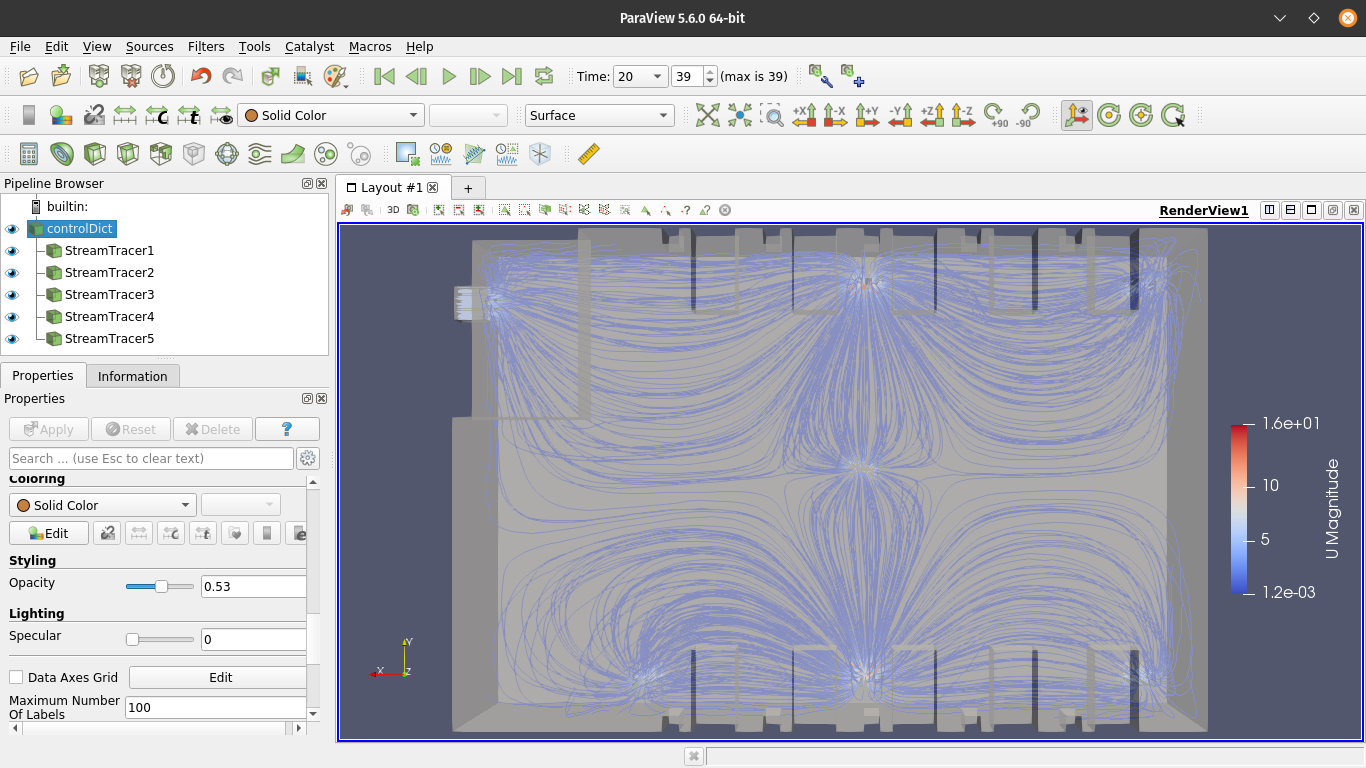 ParaView 5.6.0 64-bit
File Edit View Sources Filters Tools Catalyst Macros Help
Time: 20 39 (max is 39)
Solid Color Surface +X -X +Y -Y +Z -Z +90 -90
Pipeline Browser
builtin:
controlDict
StreamTracer1
StreamTracer2
StreamTracer3
StreamTracer4
StreamTracer5
Properties Information
Properties
Apply Reset Delete ?
Search ... (use Esc to clear text)
Coloring
Solid Color
Edit
Styling
Opacity 0.53
Lighting
Specular 0
Data Axes Grid Edit
Maximum Number
Of Labels 100
Layout #1 +
3D RenderView1
1.6e+01
10
5
1.2e-03
U Magnitude
Y
X
Z